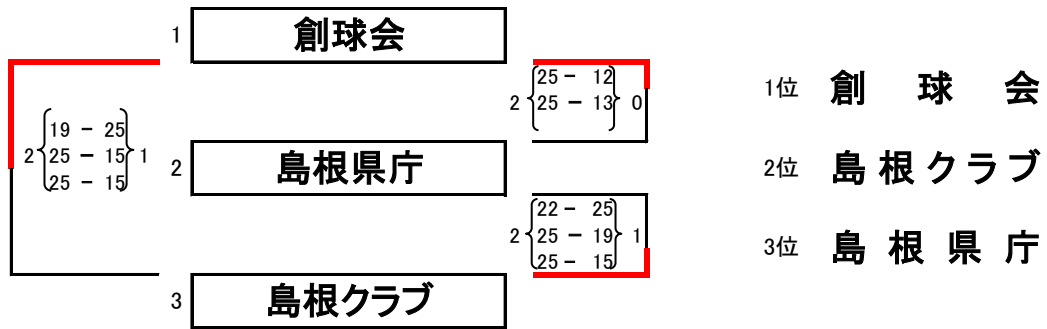 1 創球会
25 － 12
2 25 － 13 0
1位 創球会
19 － 25
2 25 － 15 1
25 － 15
2 島根県庁
2位 島根クラブ
22 － 25
2 25 － 19 1
25 － 15
3位 島根県庁
3 島根クラブ